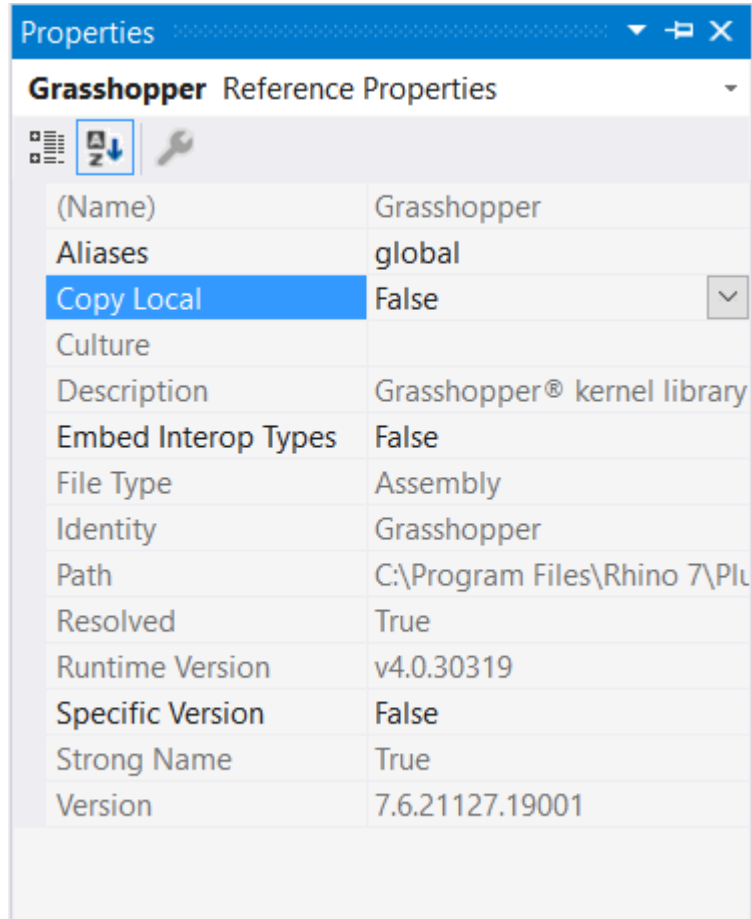 Properties
Grasshopper Reference Properties
(Name) Grasshopper
Aliases global
Copy Local False
Culture
Description Grasshopper® kernel library
Embed Interop Types False
File Type Assembly
Identity Grasshopper
Path C:\Program Files\Rhino 7\Plu
Resolved True
Runtime Version v4.0.30319
Specific Version False
Strong Name True
Version 7.6.21127.19001